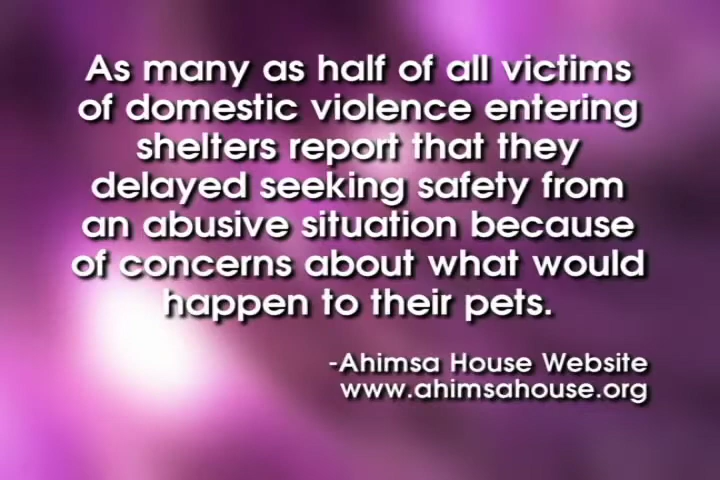 As many as half of all victims
of domestic violence entering
shelters report that they
delayed seeking safety from
an abusive situation because
of concerns about what would
happen to their pets.
-Ahimsa House Website
www.ahimsahouse.org